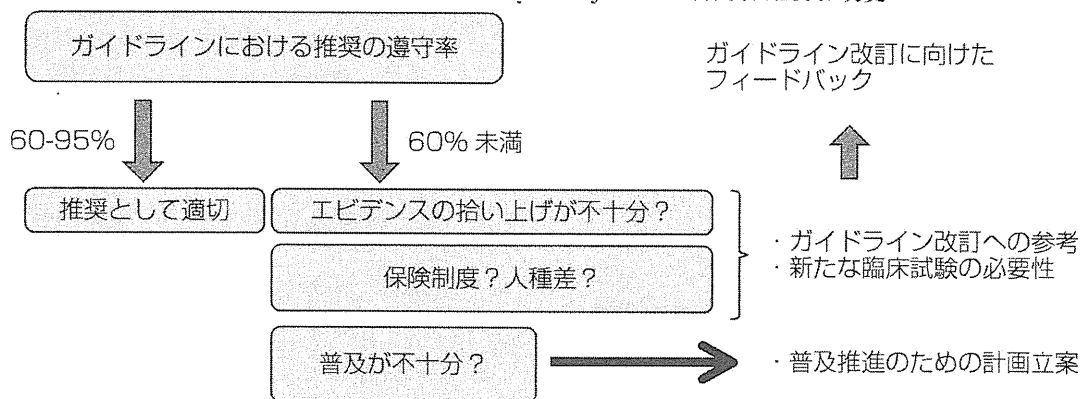 ガイドラインにおける推奨の遵守率
ガイドライン改訂に向けた
フィードバック
60-95%
60% 未満
推奨として適切
エビデンスの拾い上げが不十分？
保険制度？人種差？
・ガイドライン改訂への参考
・新たな臨床試験の必要性
普及が不十分？
・普及推進のための計画立案